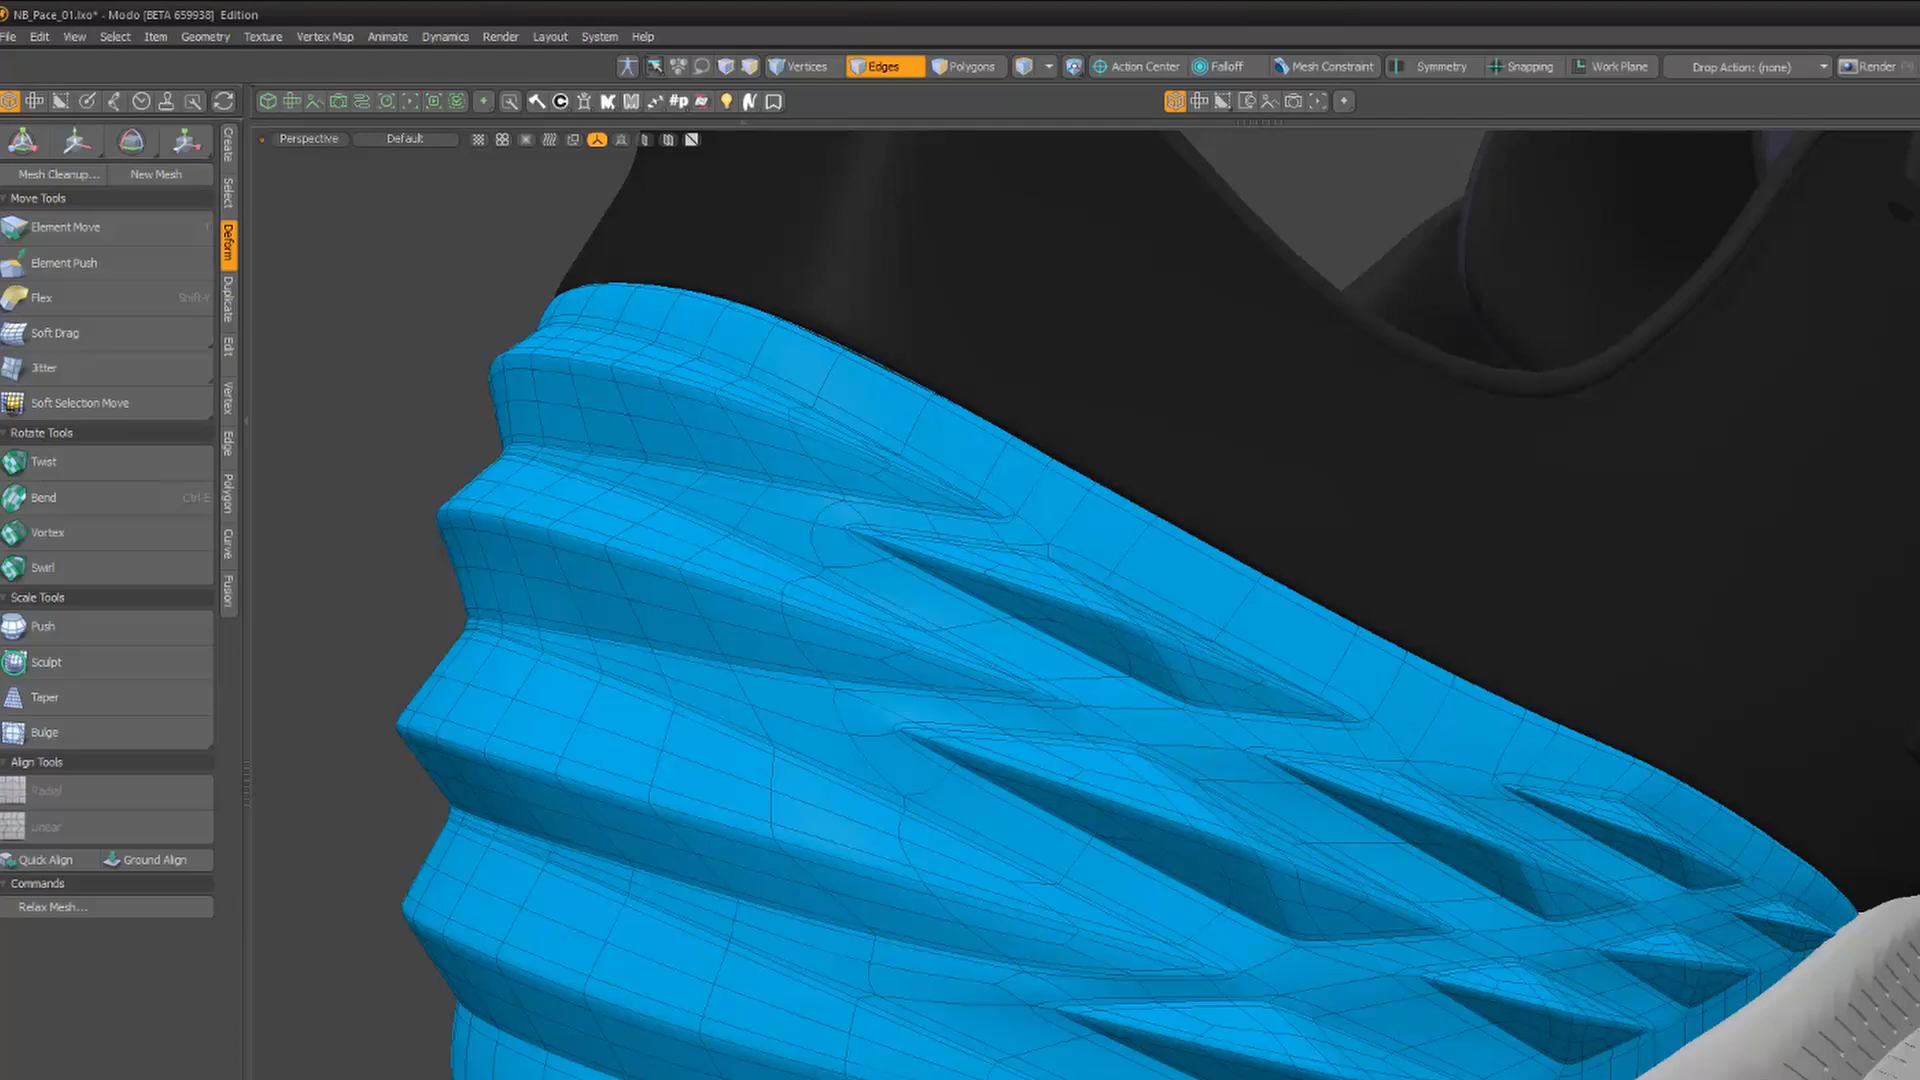 NB_Pace_01.lxo* - Modo [BETA 659938] Edition
File Edit View Select Item Geometry Texture Vertex Map Animate Dynamics Render Layout System Help
Vertices Edges Polygons Action Center Falloff Mesh Constraint Symmetry Snapping Work Plane Drop Action: (none) Render
#p
Perspective Default
Mesh Cleanup... New Mesh
Move Tools
Element Move
Element Push
Flex Shift-Y
Soft Drag
Jitter
Soft Selection Move
Rotate Tools
Twist
Bend Ctrl-E
Vortex
Swirl
Scale Tools
Push
Sculpt
Taper
Bulge
Align Tools
Radial
Linear
Quick Align Ground Align
Commands
Relax Mesh...
Create
Select
Deform
Duplicate
Edit
Vertex
Edge
Polygon
Curve
Fusion